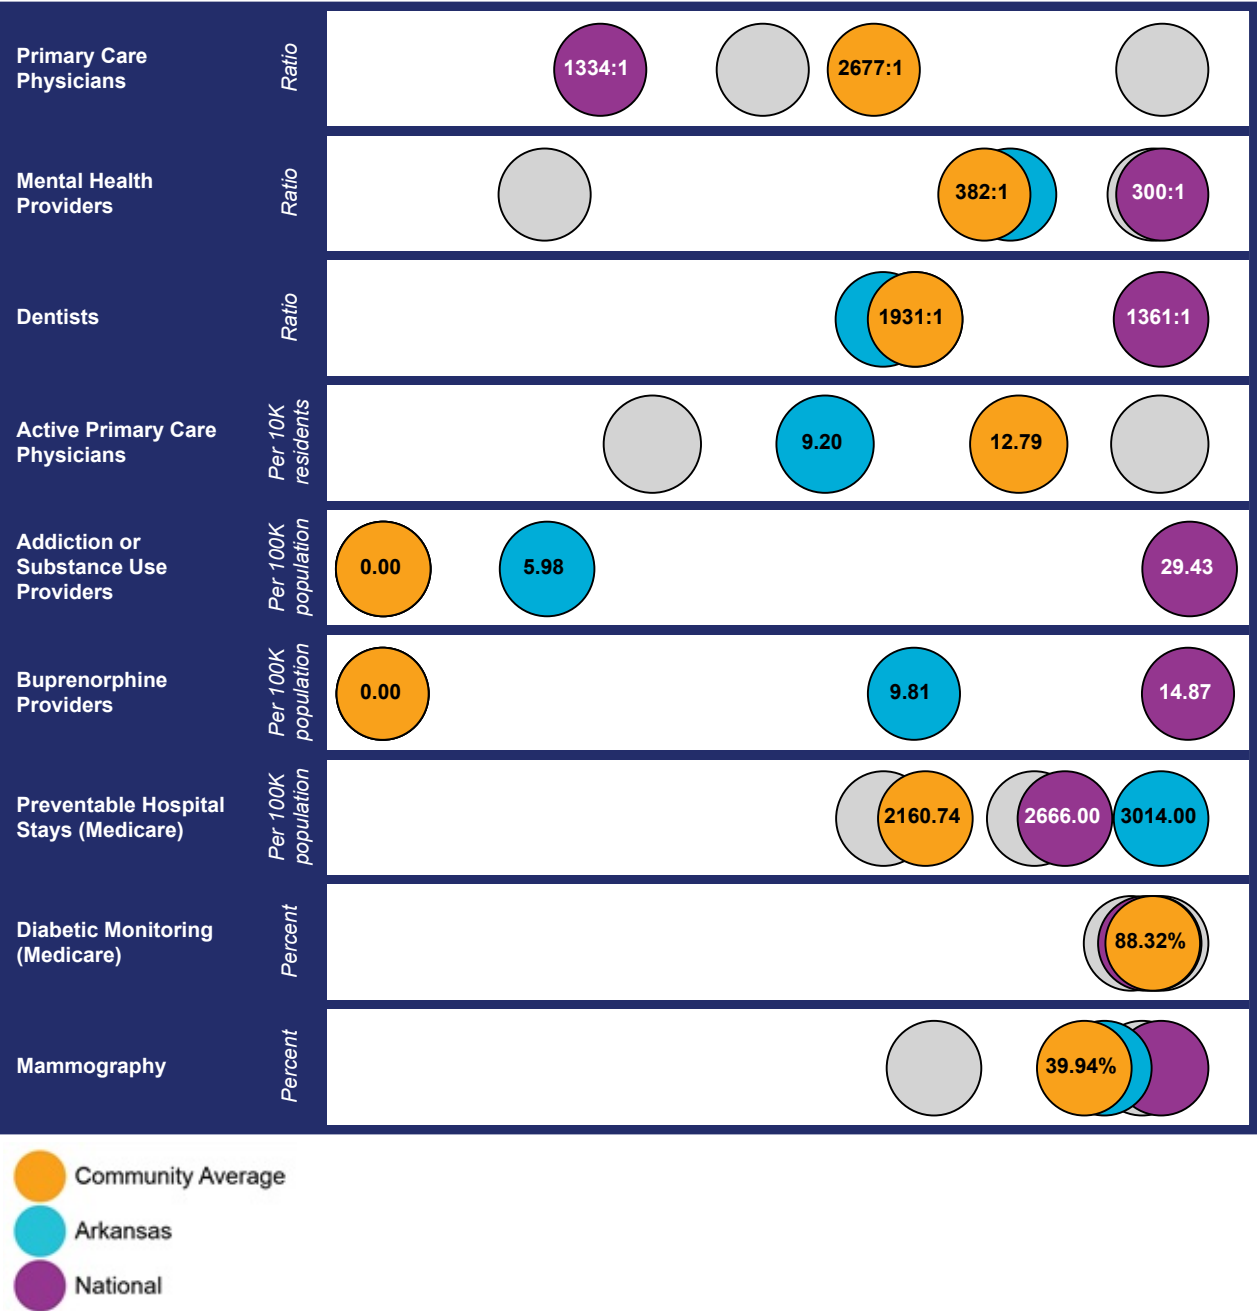 Primary Care
Physicians
Ratio
1334:1
2677:1
Mental Health
Providers
Ratio
382:1
300:1
Dentists
Ratio
1931:1
1361:1
Active Primary Care
Physicians
Per 10K
residents
9.20
12.79
Addiction or
Substance Use
Providers
Per 100K
population
0.00
5.98
29.43
Buprenorphine
Providers
Per 100K
population
0.00
9.81
14.87
Preventable Hospital
Stays (Medicare)
Per 100K
population
2160.74
2666.00
3014.00
Diabetic Monitoring
(Medicare)
Percent
88.32%
Mammography
Percent
39.94%
Community Average
Arkansas
National